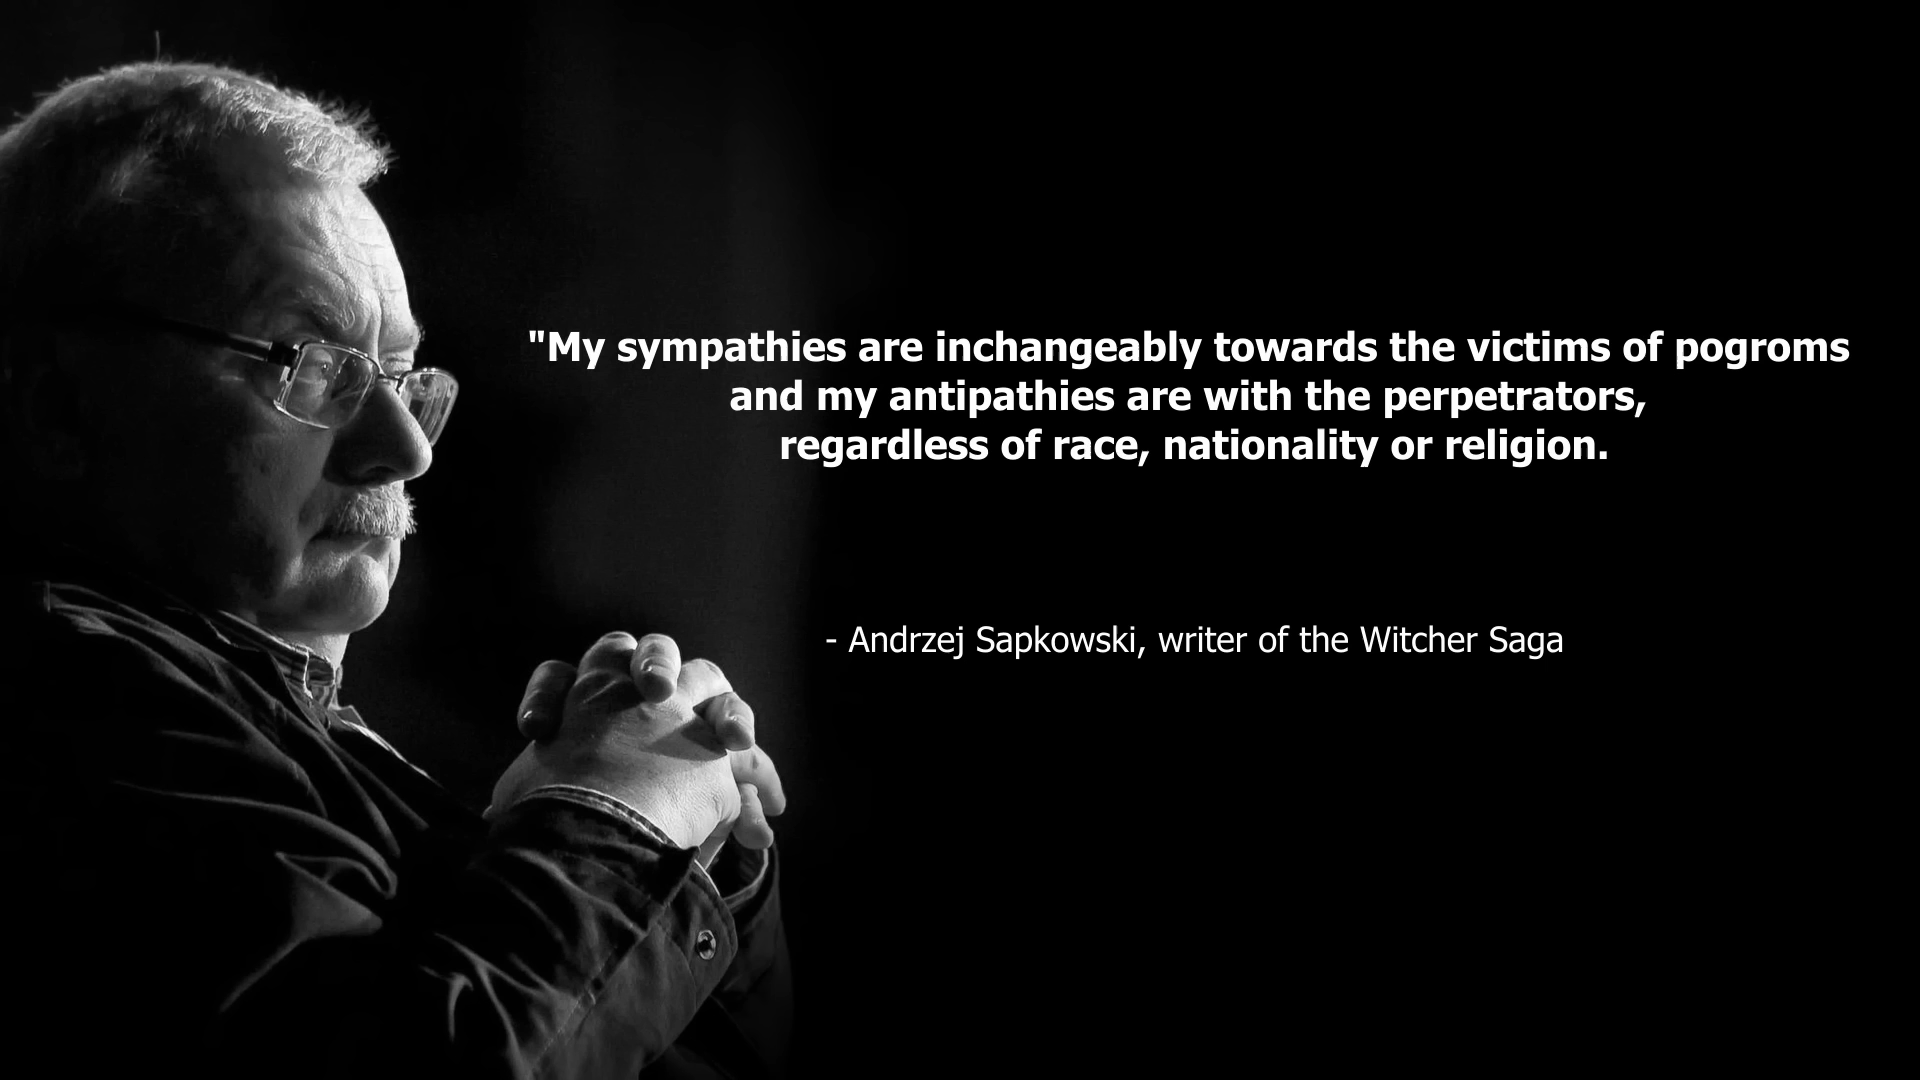 "My sympathies are inchangeably towards the victims of pogroms
and my antipathies are with the perpetrators,
regardless of race, nationality or religion.
- Andrzej Sapkowski, writer of the Witcher Saga